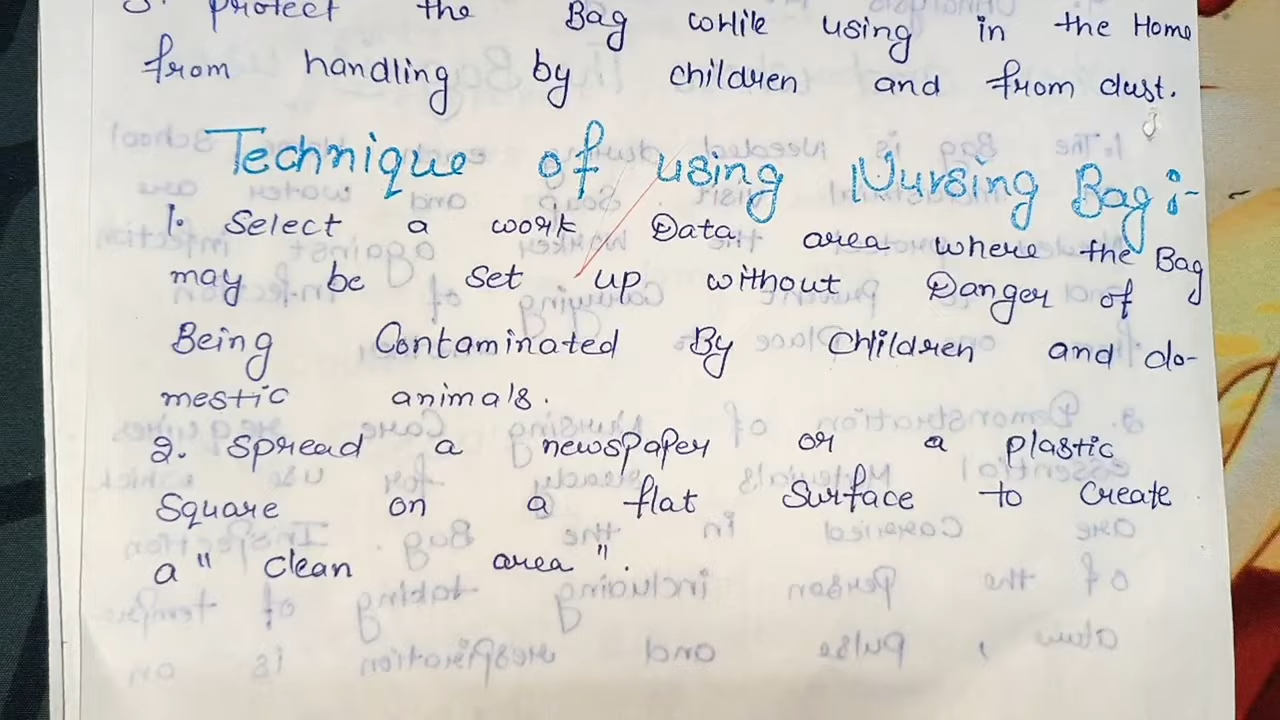 3. Protect the Bag while using in the Home
from handling by children and from dust.
Technique of using Nursing Bag:-
1. Select a work Data area where the Bag
may be set up without Danger of
Being Contaminated By Children and do-
mestic animals.
2. Spread a newspaper or a plastic
Square on a flat Surface to Create
a " clean area ".